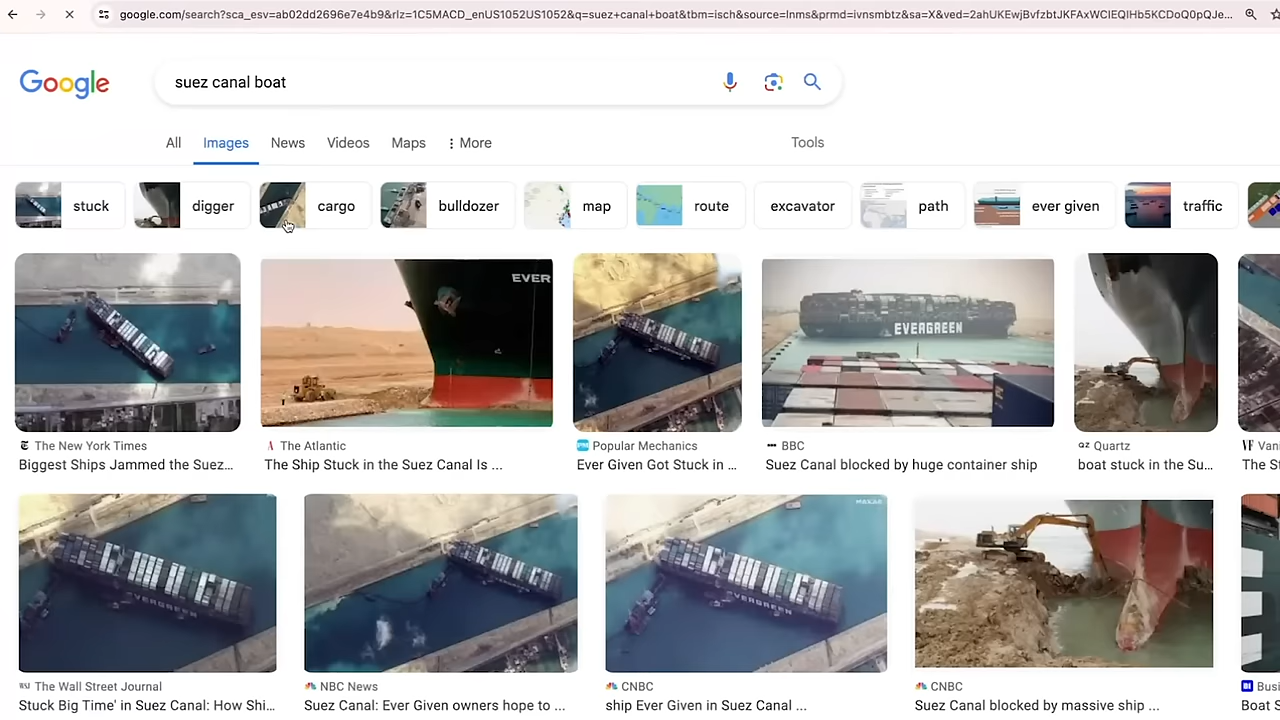 google.com/search?sca_esv=ab02dd2696e7e4b9&rlz=1C5MACD_enUS1052US1052&q=suez+canal+boat&tbm=isch&source=lnms&prmd=ivnsmbtz&sa=X&ved=2ahUKEwjBvfzbtJKFAxWCIEQIHb5KCDoQ0pQJe...
Google
suez canal boat
All Images News Videos Maps More Tools
stuck digger cargo bulldozer map route excavator path ever given traffic
EVER
EVERGREEN
The New York Times The Atlantic Popular Mechanics BBC Quartz
Biggest Ships Jammed the Suez... The Ship Stuck in the Suez Canal Is ... Ever Given Got Stuck in ... Suez Canal blocked by huge container ship boat stuck in the Su... The
EVERGREEN EVERGREEN MAXAR
The Wall Street Journal NBC News CNBC CNBC
Stuck Big Time' in Suez Canal: How Shi... Suez Canal: Ever Given owners hope to ... ship Ever Given in Suez Canal ... Suez Canal blocked by massive ship ... Boat